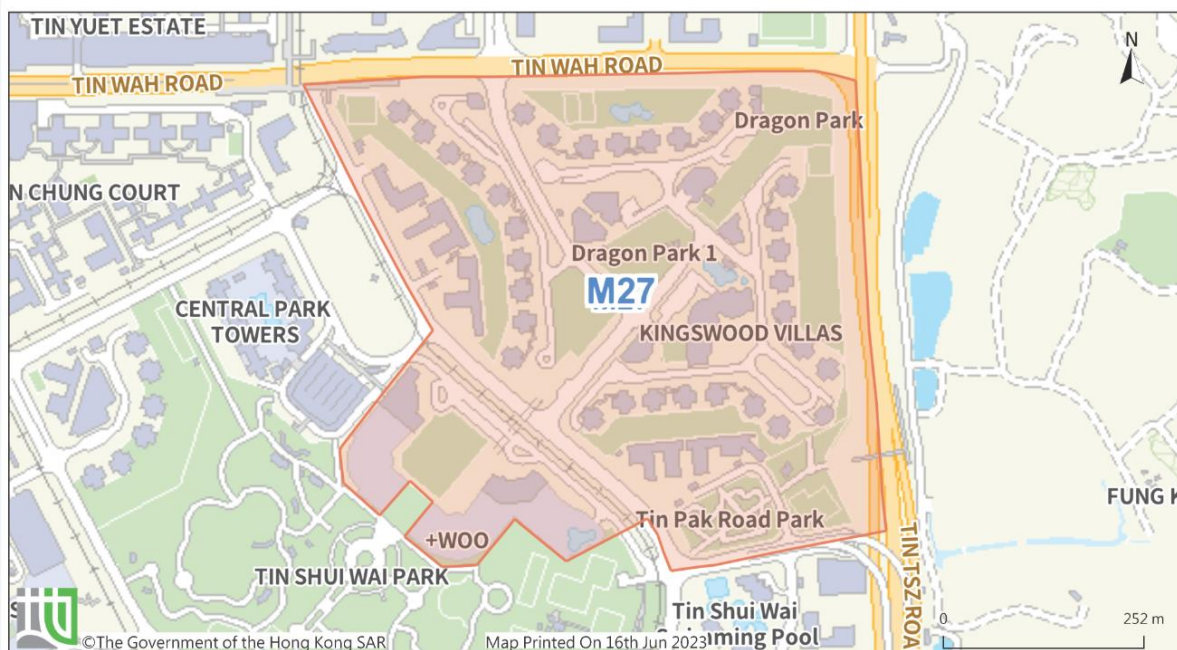 TIN YUET ESTATE
N
TIN WAH ROAD
TIN WAH ROAD
Dragon Park
N CHUNG COURT
Dragon Park 1
M27
CENTRAL PARK
TOWERS
KINGSWOOD VILLAS
FUNG K
Tin Pak Road Park
+WOO
TIN TSZ ROA
TIN SHUI WAI PARK
Tin Shui Wai
Swimming Pool
0
252 m
©The Government of the Hong Kong SAR
Map Printed On 16th Jun 2023